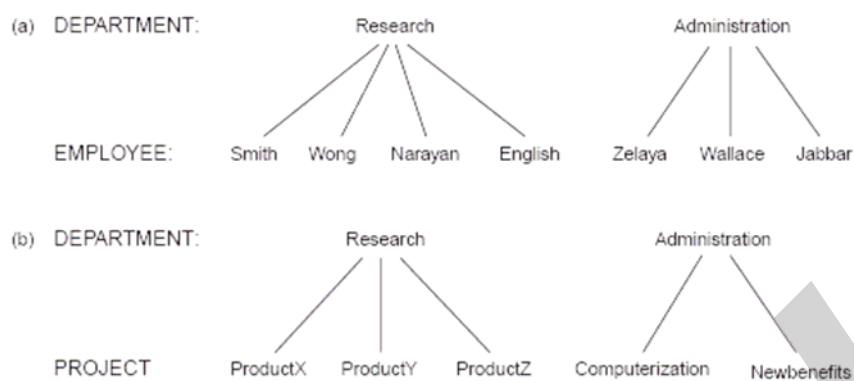 (a) DEPARTMENT: Research Administration
EMPLOYEE: Smith Wong Narayan English Zelaya Wallace Jabbar
(b) DEPARTMENT: Research Administration
PROJECT ProductX ProductY ProductZ Computerization Newbenefits